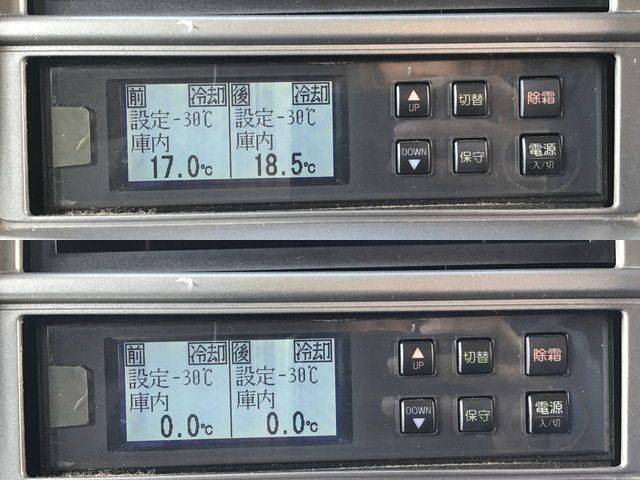 前 冷却 後 冷却
設定-30℃ 設定-30℃
庫内 庫内
17.0℃ 18.5℃
▲ UP 切替 除霜
DOWN ▼ 保守 電源 入/切
前 冷却 後 冷却
設定-30℃ 設定-30℃
庫内 庫内
0.0℃ 0.0℃
▲ UP 切替 除霜
DOWN ▼ 保守 電源 入/切